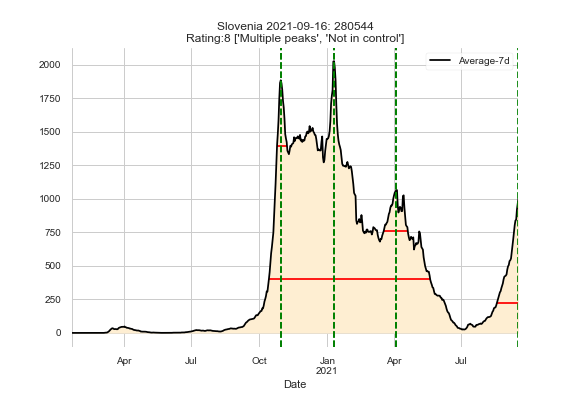 Slovenia 2021-09-16: 280544
Rating:8 ['Multiple peaks', 'Not in control']
Average-7d
2000
1750
1500
1250
1000
750
500
250
0
Apr
Jul
Oct
Jan
2021
Apr
Jul
Date